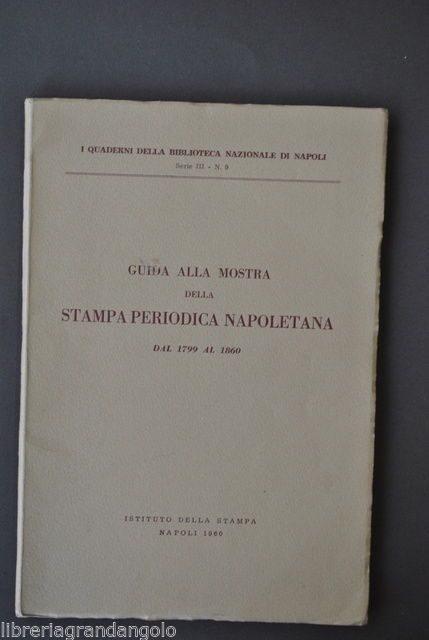 I QUADERNI DELLA BIBLIOTECA NAZIONALE DI NAPOLI
Serie III - N. 9
GUIDA ALLA MOSTRA
DELLA
STAMPA PERIODICA NAPOLETANA
DAL 1799 AL 1860
ISTITUTO DELLA STAMPA
NAPOLI 1960
libreriagrandangolo